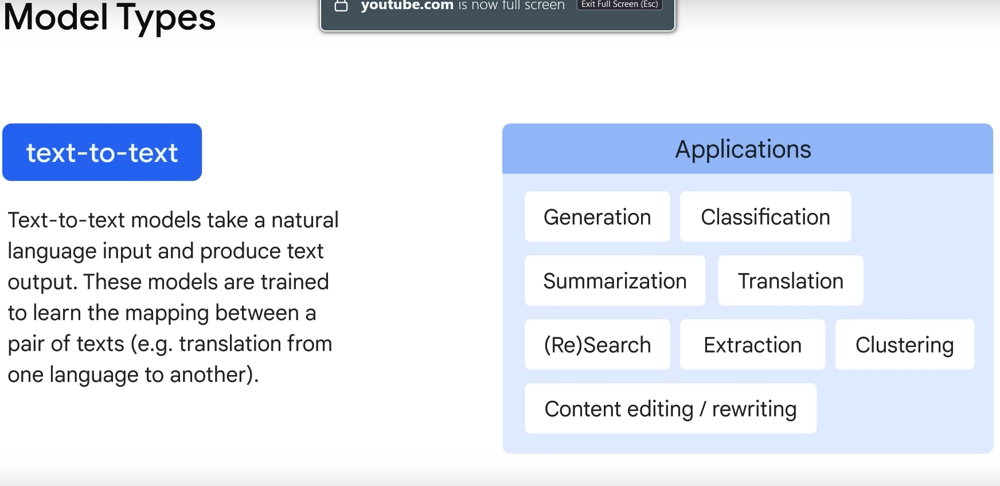 Model Types
youtube.com is now full screen Exit Full Screen (Esc)
text-to-text
Text-to-text models take a natural
language input and produce text
output. These models are trained
to learn the mapping between a
pair of texts (e.g. translation from
one language to another).
Applications
Generation Classification
Summarization Translation
(Re)Search Extraction Clustering
Content editing / rewriting